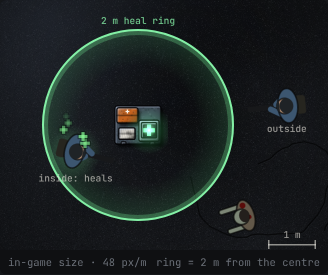 2 m heal ring
outside
inside: heals
1 m
in-game size · 48 px/m ring = 2 m from the centre